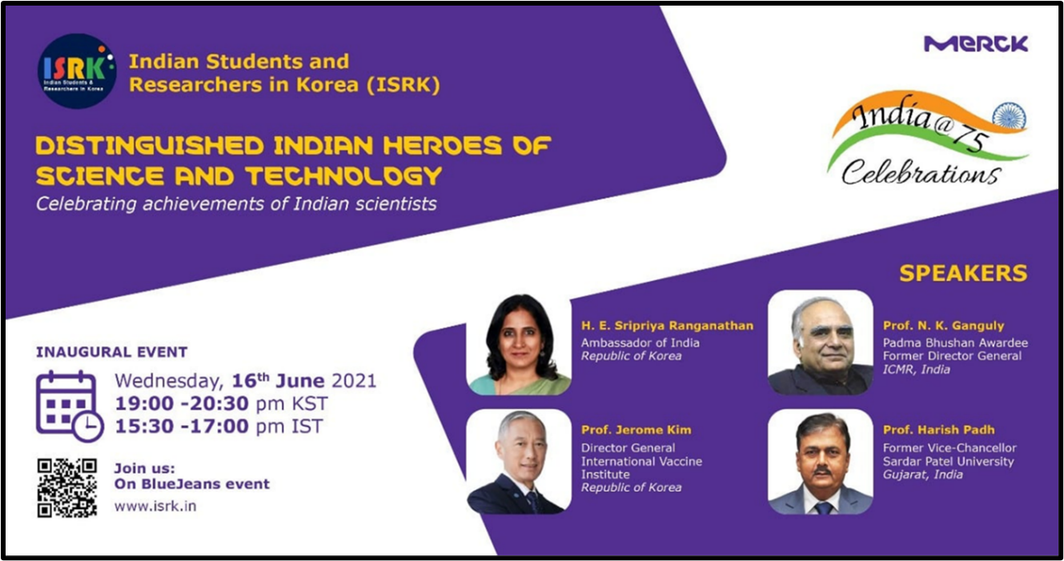 ISRK
Indian Students &
Researchers in Korea
Indian Students and
Researchers in Korea (ISRK)
MERCK
DISTINGUISHED INDIAN HEROES OF
SCIENCE AND TECHNOLOGY
Celebrating achievements of Indian scientists
India@75
Celebrations
SPEAKERS
H. E. Sripriya Ranganathan
Ambassador of India
Republic of Korea
Prof. N. K. Ganguly
Padma Bhushan Awardee
Former Director General
ICMR, India
Prof. Jerome Kim
Director General
International Vaccine
Institute
Republic of Korea
Prof. Harish Padh
Former Vice-Chancellor
Sardar Patel University
Gujarat, India
INAUGURAL EVENT
Wednesday, 16th June 2021
19:00 -20:30 pm KST
15:30 -17:00 pm IST
Join us:
On BlueJeans event
www.isrk.in